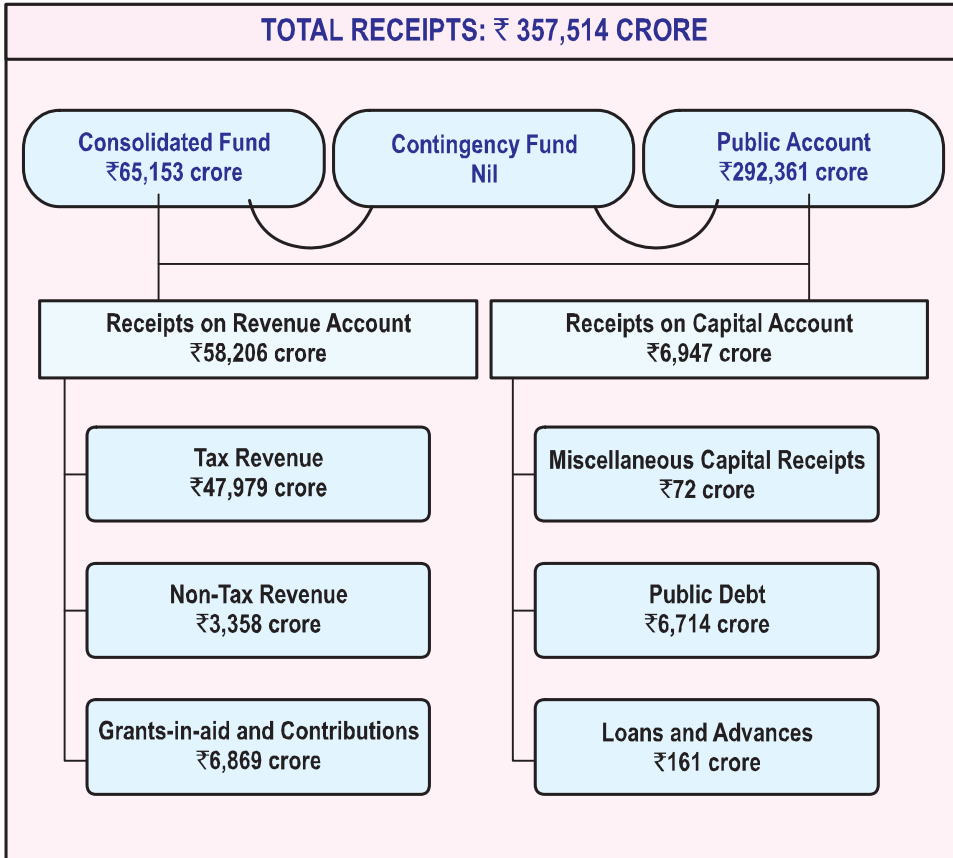 TOTAL RECEIPTS: ₹ 357,514 CRORE
Consolidated Fund
₹65,153 crore
Contingency Fund
Nil
Public Account
₹292,361 crore
Receipts on Revenue Account
₹58,206 crore
Receipts on Capital Account
₹6,947 crore
Tax Revenue
₹47,979 crore
Miscellaneous Capital Receipts
₹72 crore
Non-Tax Revenue
₹3,358 crore
Public Debt
₹6,714 crore
Grants-in-aid and Contributions
₹6,869 crore
Loans and Advances
₹161 crore